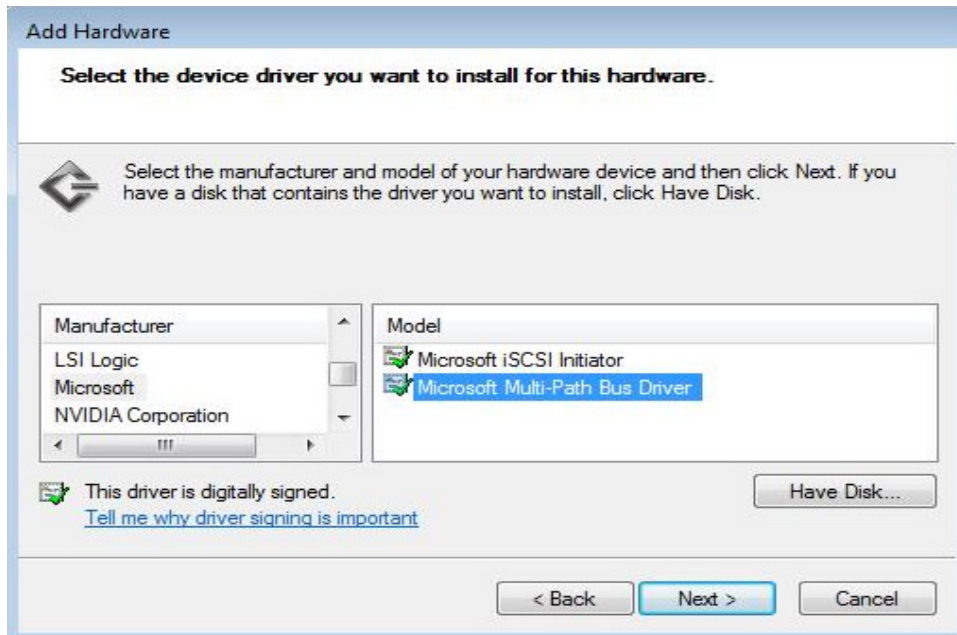 Add Hardware
Select the device driver you want to install for this hardware.
Select the manufacturer and model of your hardware device and then click Next. If you
have a disk that contains the driver you want to install, click Have Disk.
Manufacturer
LSI Logic
Microsoft
NVIDIA Corporation
Model
Microsoft iSCSI Initiator
Microsoft Multi-Path Bus Driver
This driver is digitally signed.
Tell me why driver signing is important
Have Disk...
< Back
Next >
Cancel